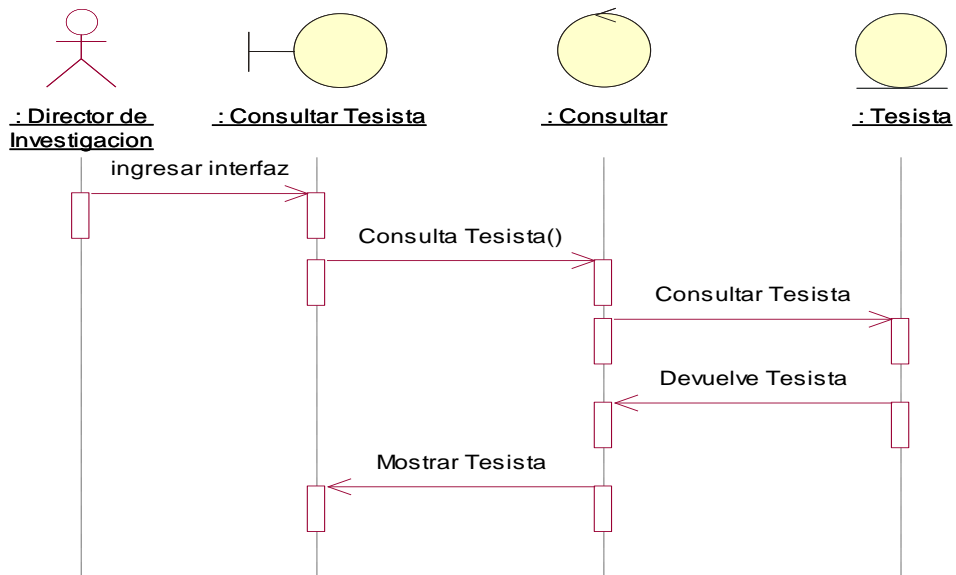 : Director de
Investigacion
: Consultar Tesista
: Consultar
: Tesista
ingresar interfaz
Consulta Tesista()
Consultar Tesista
Devuelve Tesista
Mostrar Tesista